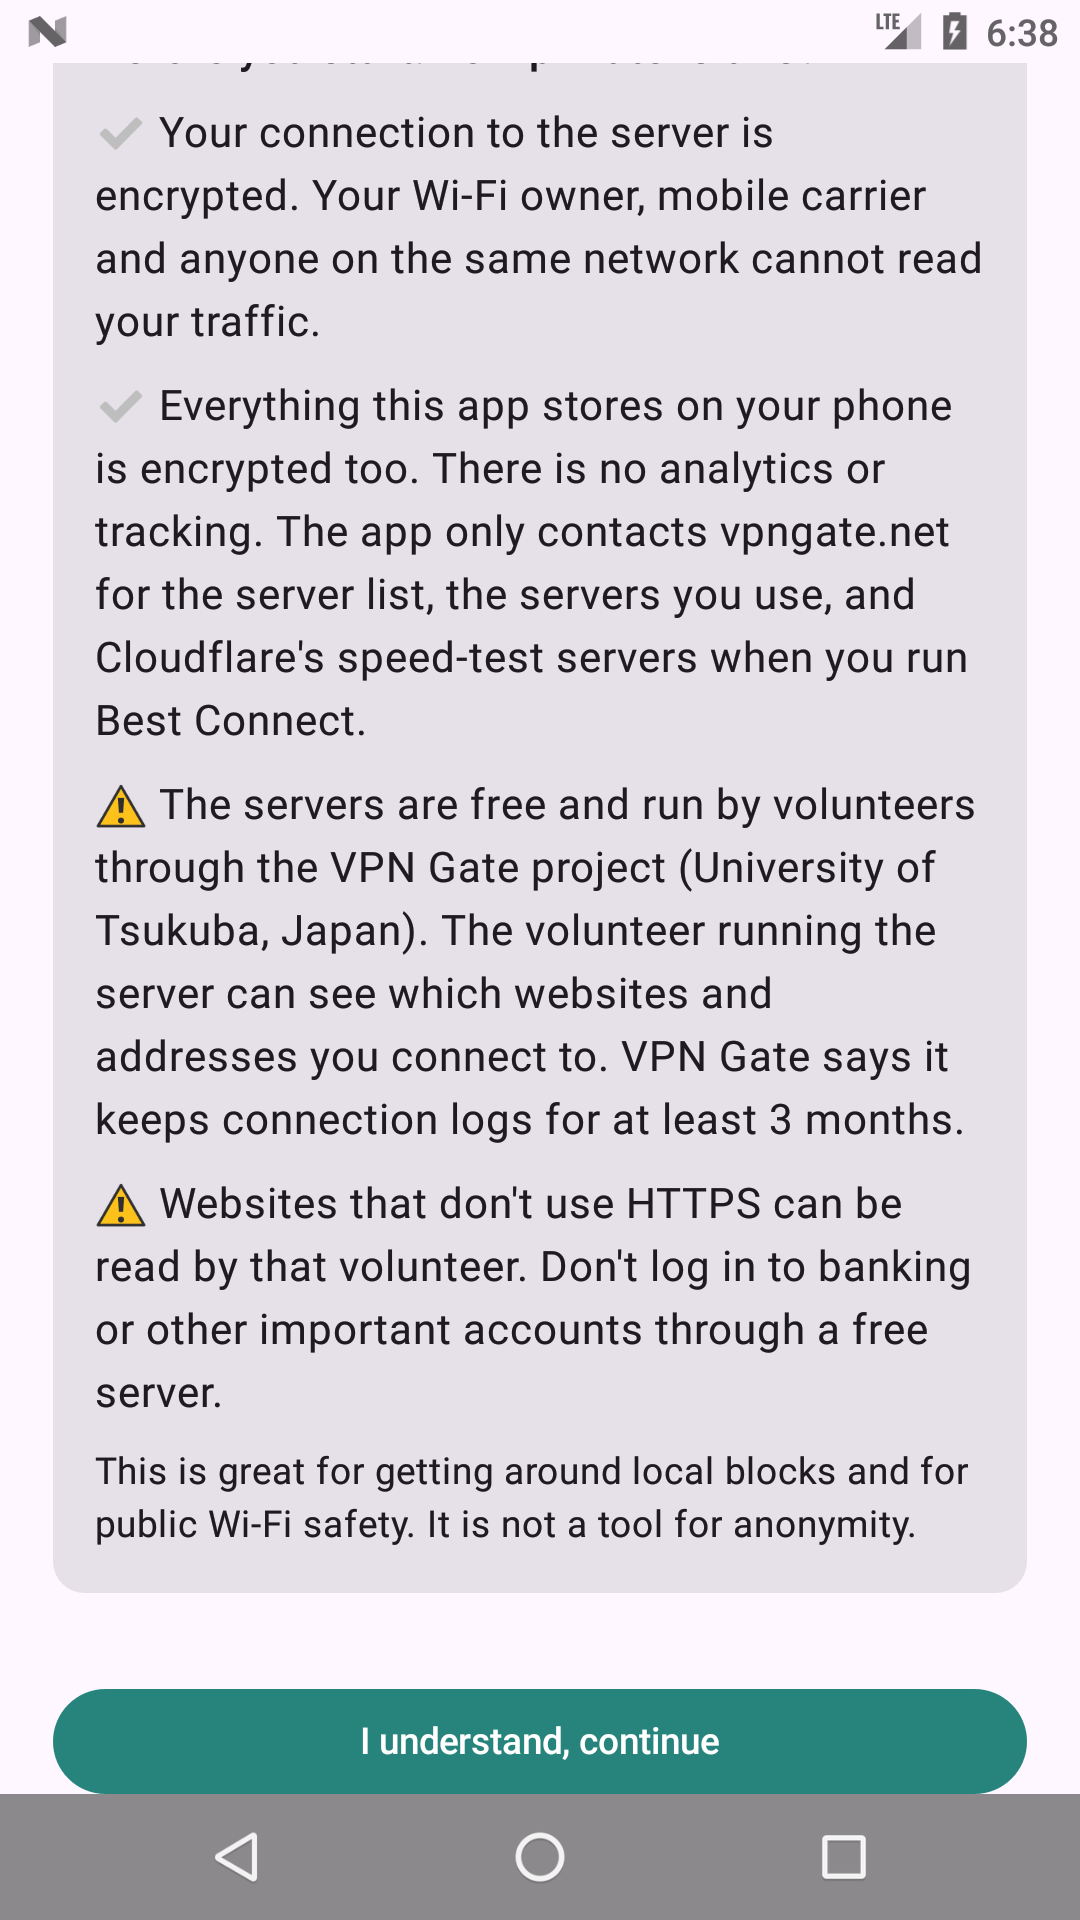 LTE 6:38
✔ Your connection to the server is
encrypted. Your Wi-Fi owner, mobile carrier
and anyone on the same network cannot read
your traffic.
✔ Everything this app stores on your phone
is encrypted too. There is no analytics or
tracking. The app only contacts vpngate.net
for the server list, the servers you use, and
Cloudflare's speed-test servers when you run
Best Connect.
⚠ The servers are free and run by volunteers
through the VPN Gate project (University of
Tsukuba, Japan). The volunteer running the
server can see which websites and
addresses you connect to. VPN Gate says it
keeps connection logs for at least 3 months.
⚠ Websites that don't use HTTPS can be
read by that volunteer. Don't log in to banking
or other important accounts through a free
server.
This is great for getting around local blocks and for
public Wi-Fi safety. It is not a tool for anonymity.
I understand, continue